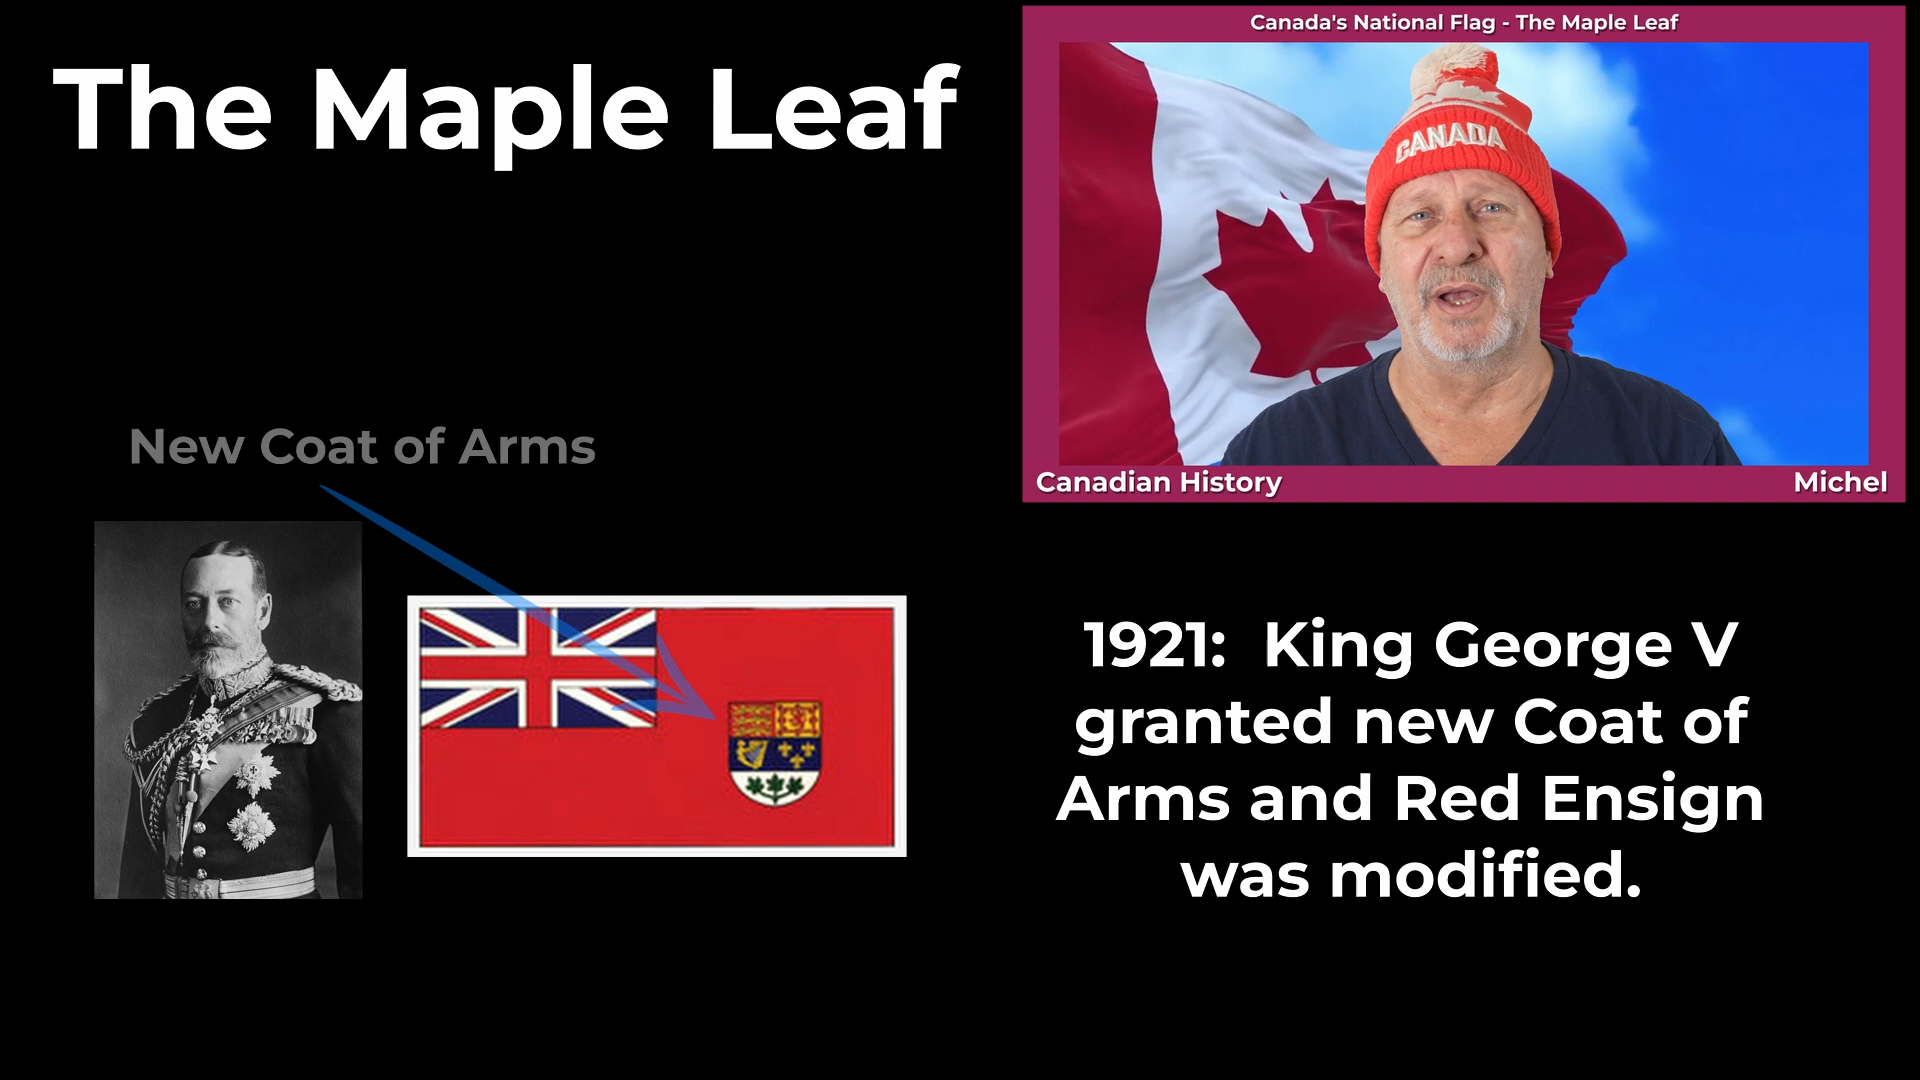 The Maple Leaf
Canada's National Flag - The Maple Leaf
CANADA
Canadian History
Michel
New Coat of Arms
1921: King George V
granted new Coat of
Arms and Red Ensign
was modified.